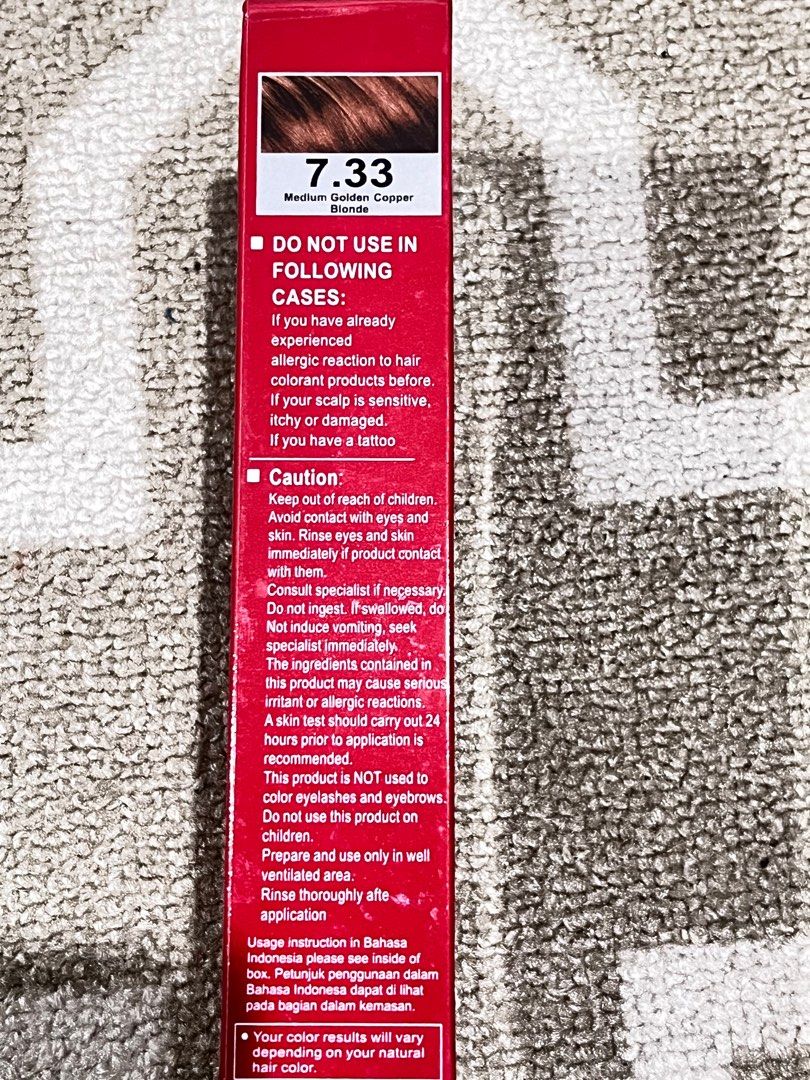 7.33
Medium Golden Copper
Blonde
DO NOT USE IN
FOLLOWING
CASES:
If you have already
experienced
allergic reaction to hair
colorant products before.
If your scalp is sensitive,
itchy or damaged.
If you have a tattoo
Caution:
Keep out of reach of children.
Avoid contact with eyes and
skin. Rinse eyes and skin
immediately if product contact
with them.
Consult specialist if necessary.
Do not ingest. If swallowed, do
Not induce vomiting, seek
specialist immediately.
The ingredients contained in
this product may cause serious
irritant or allergic reactions.
A skin test should carry out 24
hours prior to application is
recommended.
This product is NOT used to
color eyelashes and eyebrows.
Do not use this product on
children.
Prepare and use only in well
ventilated area.
Rinse thoroughly afte
application
Usage instruction in Bahasa
Indonesia please see inside of
box. Petunjuk penggunaan dalam
Bahasa Indonesa dapat di lihat
pada bagian dalam kemasan.
• Your color results will vary
depending on your natural
hair color.